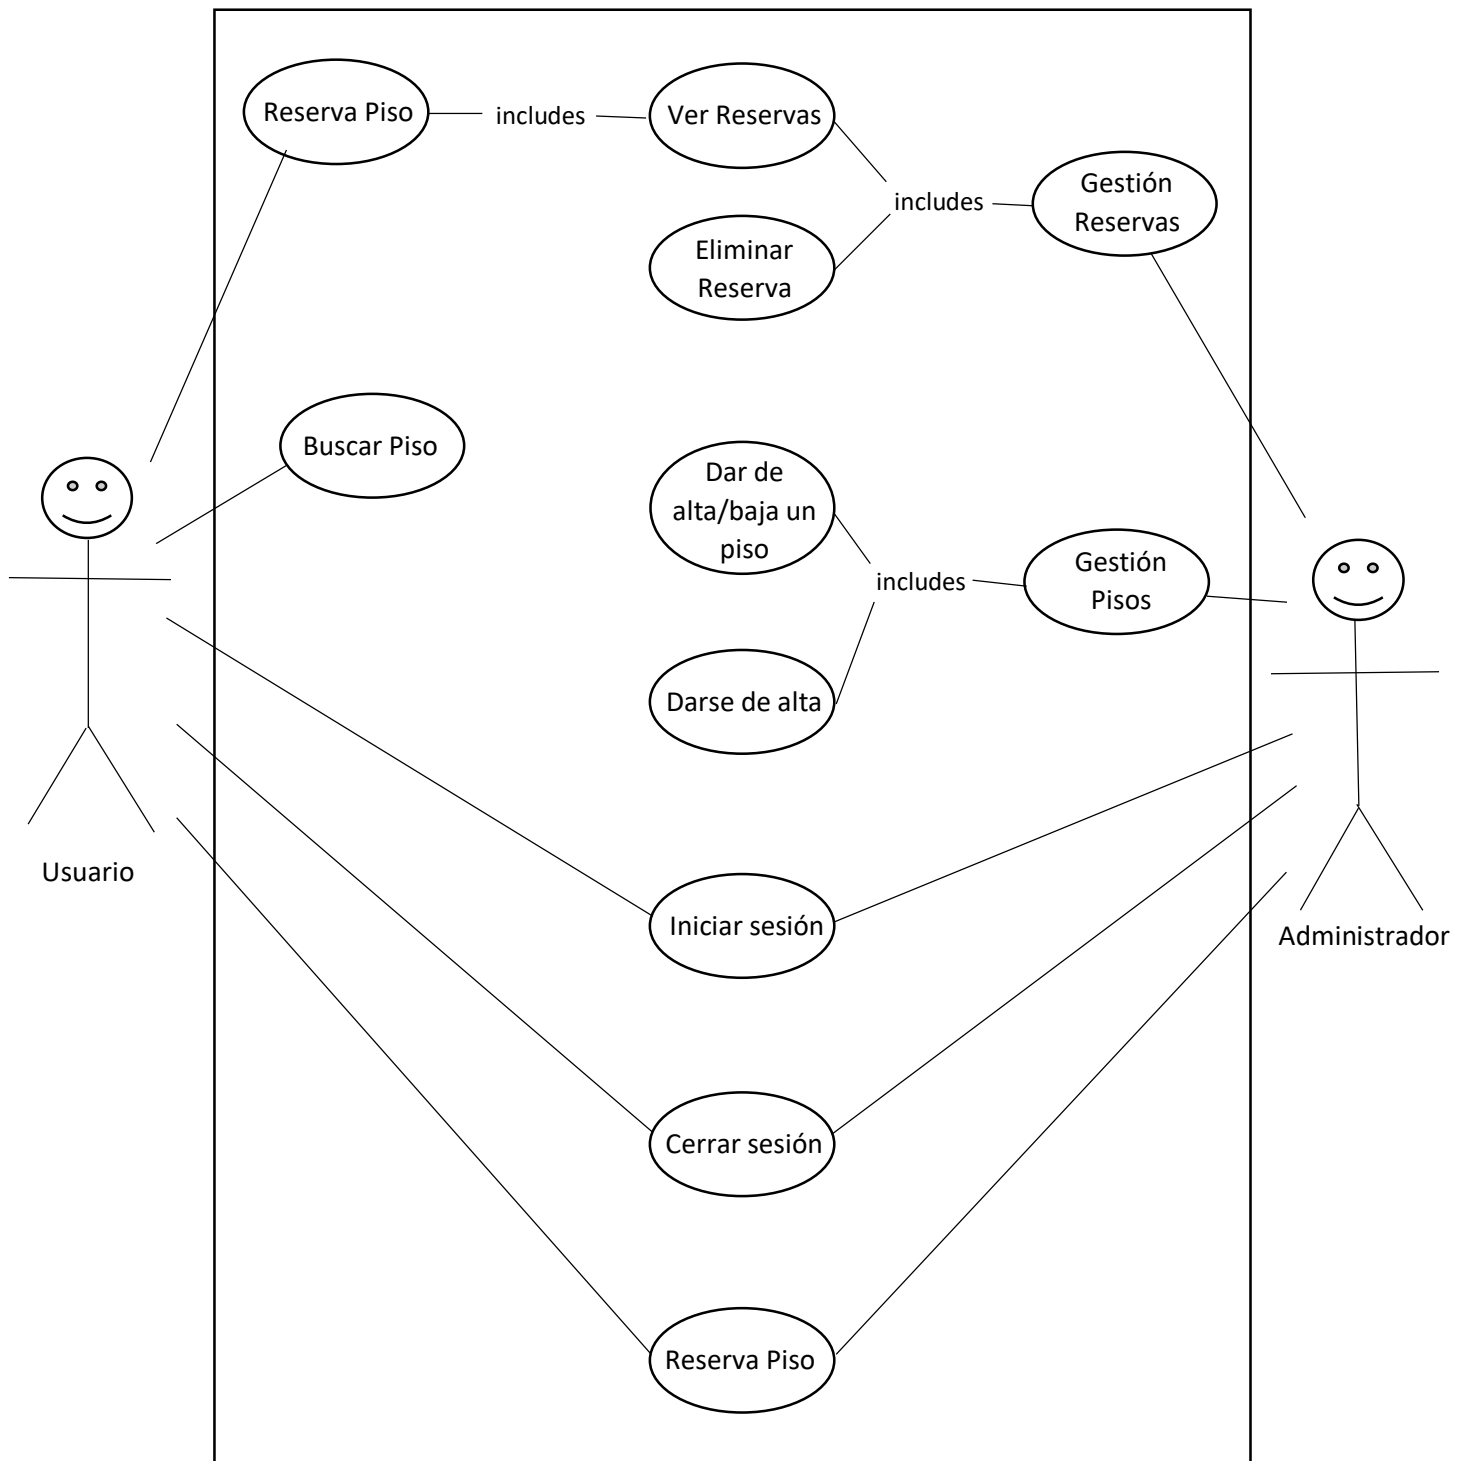 Reserva Piso
includes
Ver Reservas
includes
Gestión
Reservas
Eliminar
Reserva
Buscar Piso
Dar de
alta/baja un
piso
includes
Gestión
Pisos
Darse de alta
Usuario
Iniciar sesión
Administrador
Cerrar sesión
Reserva Piso